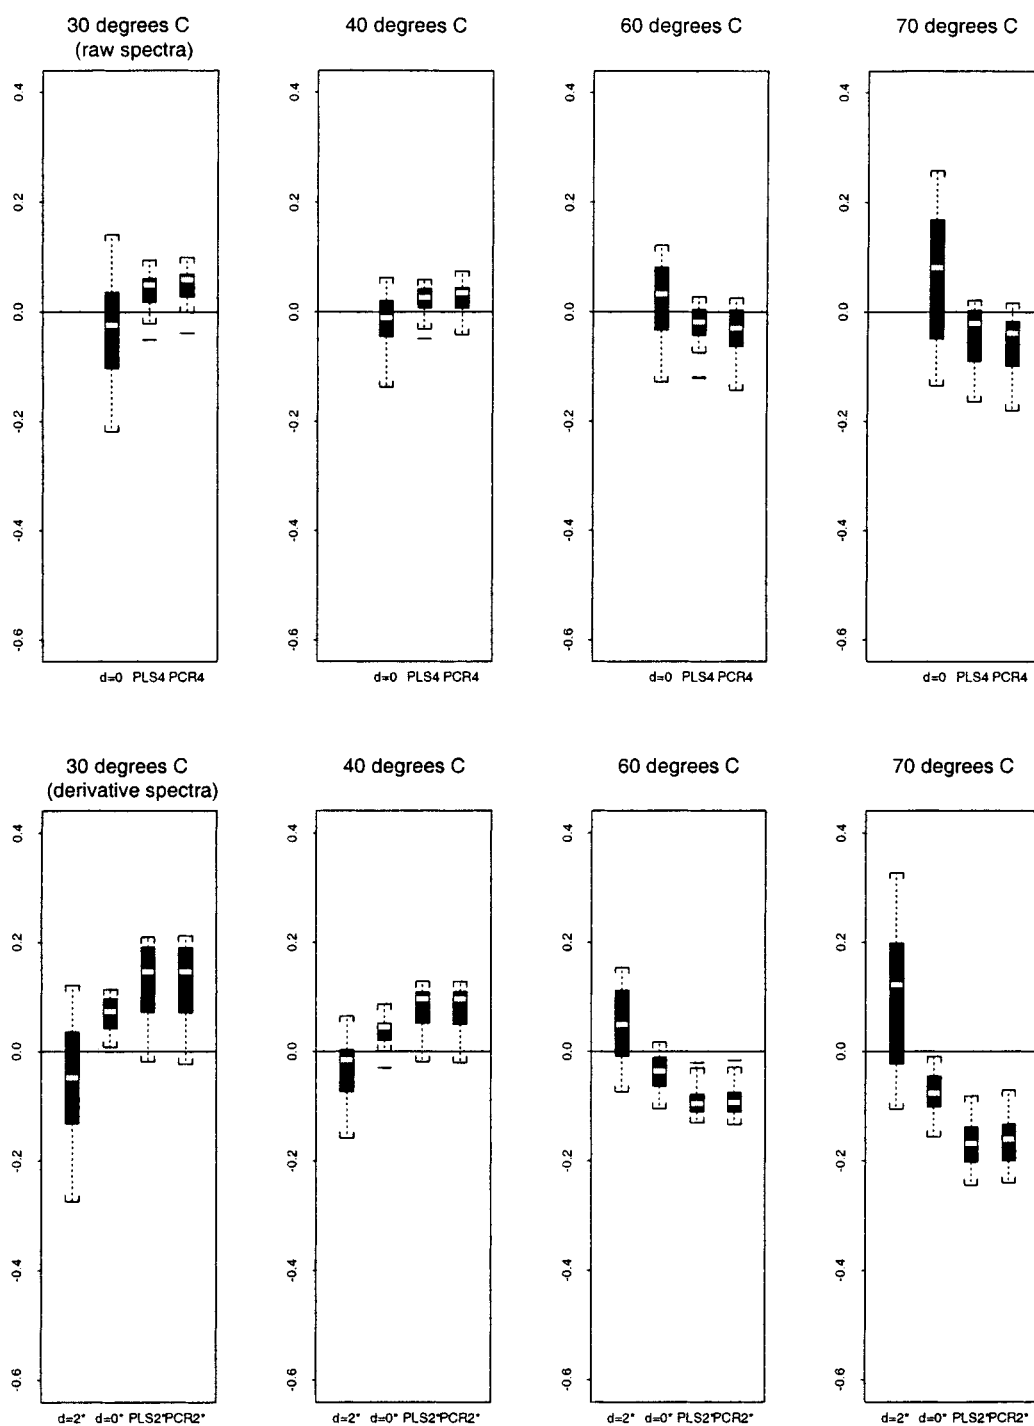 30 degrees C
(raw spectra)
40 degrees C
60 degrees C
70 degrees C
0.4
0.2
0.0
-0.2
-0.4
-0.6
0.4
0.2
0.0
-0.2
-0.4
-0.6
0.4
0.2
0.0
-0.2
-0.4
-0.6
0.4
0.2
0.0
-0.2
-0.4
-0.6
d=0 PLS4 PCR4
d=0 PLS4 PCR4
d=0 PLS4 PCR4
d=0 PLS4 PCR4
30 degrees C
(derivative spectra)
40 degrees C
60 degrees C
70 degrees C
0.4
0.2
0.0
-0.2
-0.4
-0.6
0.4
0.2
0.0
-0.2
-0.4
-0.6
0.4
0.2
0.0
-0.2
-0.4
-0.6
0.4
0.2
0.0
-0.2
-0.4
-0.6
d=2* d=0* PLS2*PCR2*
d=2* d=0* PLS2*PCR2*
d=2* d=0* PLS2*PCR2*
d=2* d=0* PLS2*PCR2*